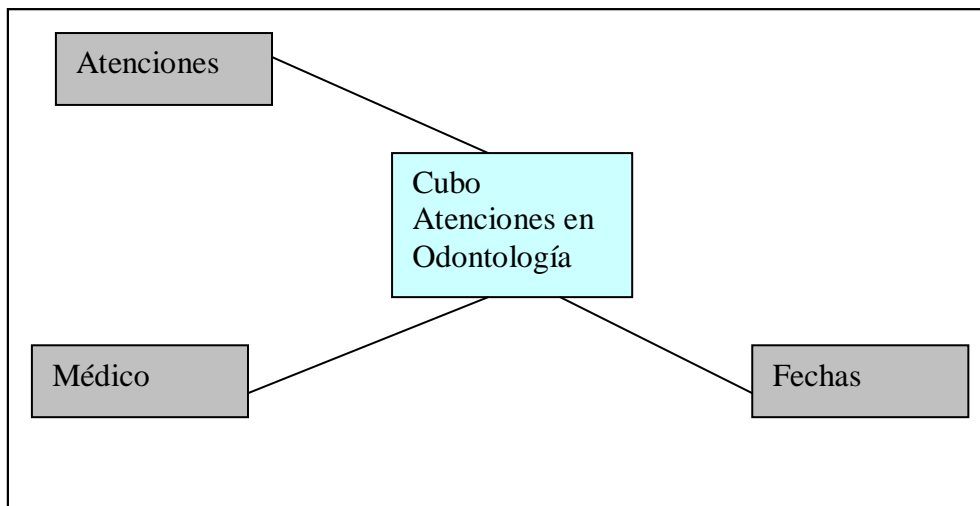 Atenciones
Cubo
Atenciones en
Odontología
Médico
Fechas